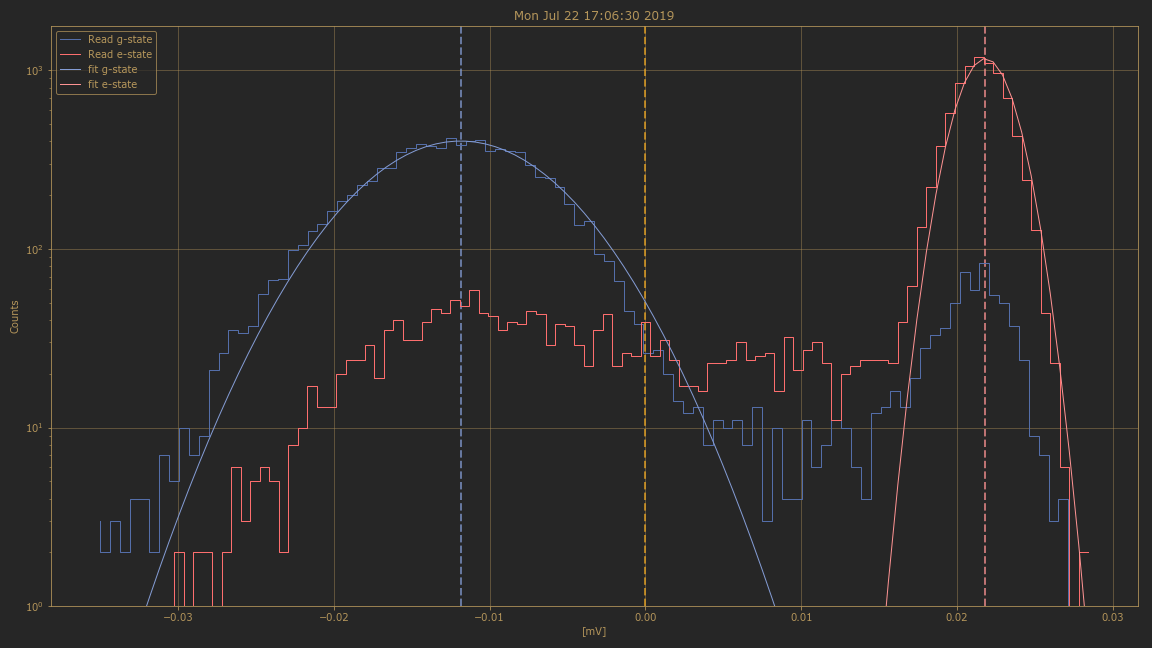 Mon Jul 22 17:06:30 2019
Read g-state
Read e-state
fit g-state
fit e-state
Counts
10³
10²
10¹
10⁰
−0.03 −0.02 −0.01 0.00 0.01 0.02 0.03
[mV]